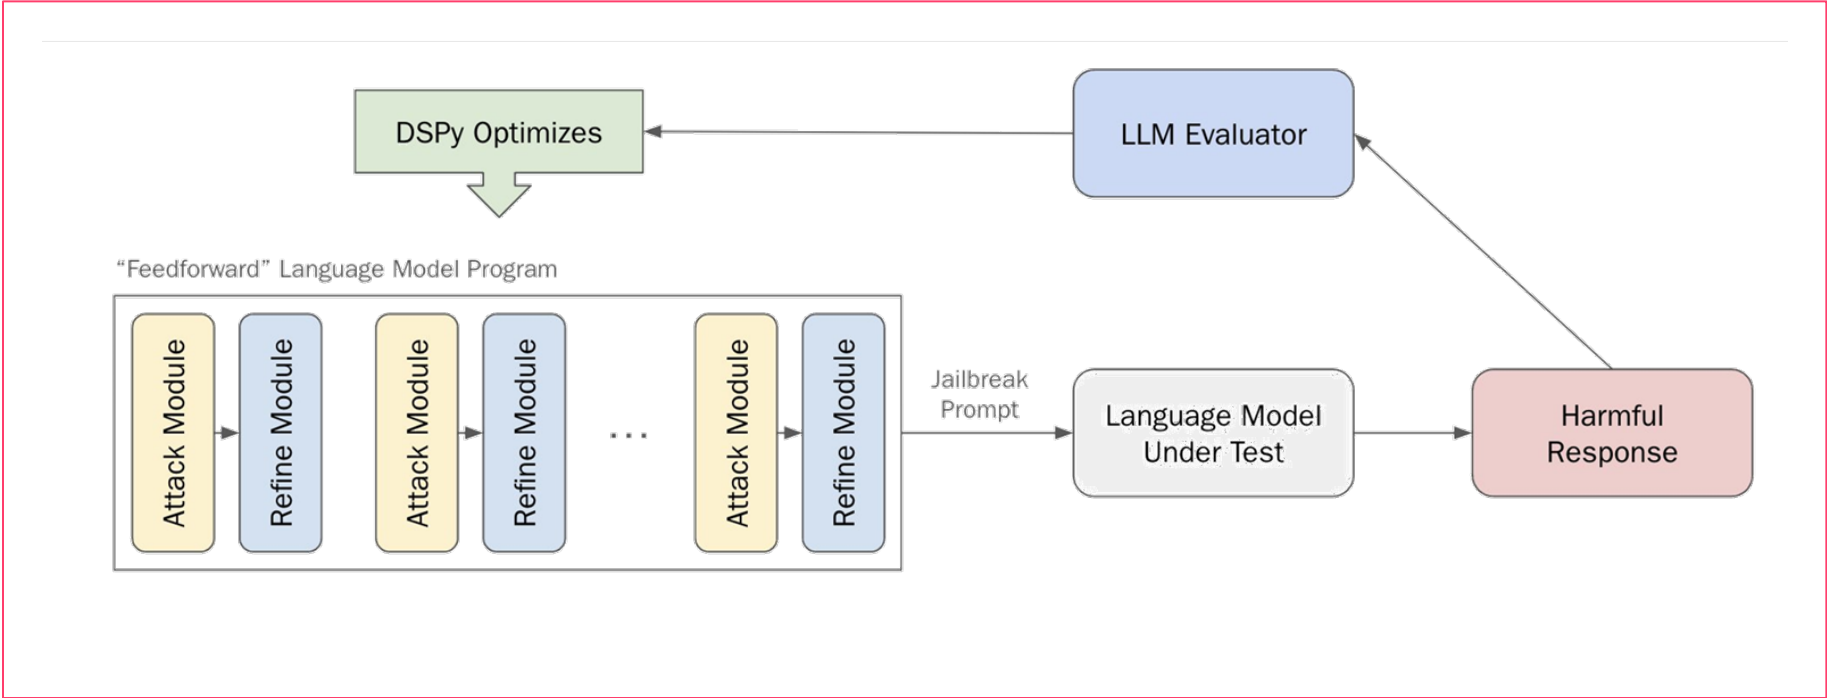 DSPy Optimizes
LLM Evaluator
“Feedforward” Language Model Program
Attack Module
Refine Module
Attack Module
Refine Module
...
Attack Module
Refine Module
Jailbreak
Prompt
Language Model
Under Test
Harmful
Response